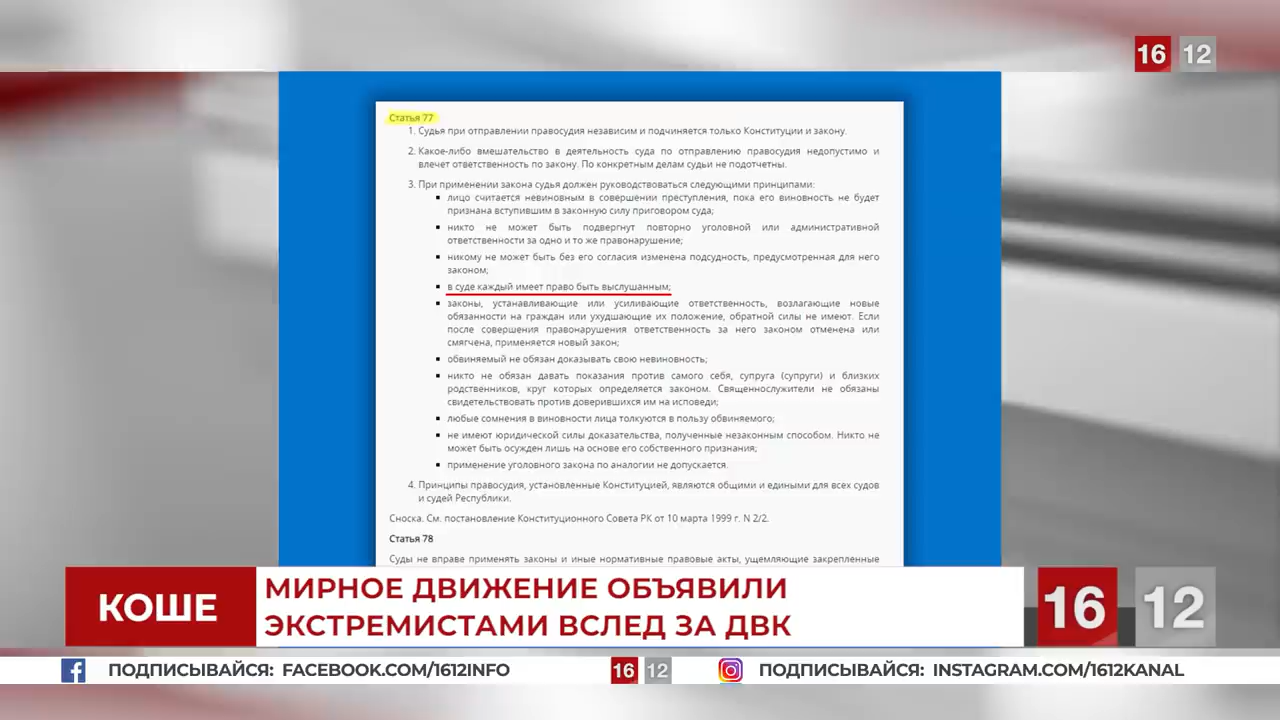 16 12
Статья 77
1. Судья при отправлении правосудия независим и подчиняется только Конституции и закону.
2. Какое-либо вмешательство в деятельность суда по отправлению правосудия недопустимо и
влечет ответственность по закону. По конкретным делам судьи не подотчетны.
3. При применении закона судья должен руководствоваться следующими принципами:
▪ лицо считается невиновным в совершении преступления, пока его виновность не будет
признана вступившим в законную силу приговором суда;
▪ никто не может быть подвергнут повторно уголовной или административной
ответственности за одно и то же правонарушение;
▪ никому не может быть без его согласия изменена подсудность, предусмотренная для него
законом;
▪ в суде каждый имеет право быть выслушанным;
▪ законы, устанавливающие или усиливающие ответственность, возлагающие новые
обязанности на граждан или ухудшающие их положение, обратной силы не имеют. Если
после совершения правонарушения ответственность за него законом отменена или
смягчена, применяется новый закон;
▪ обвиняемый не обязан доказывать свою невиновность;
▪ никто не обязан давать показания против самого себя, супруга (супруги) и близких
родственников, круг которых определяется законом. Священнослужители не обязаны
свидетельствовать против доверившихся им на исповеди;
▪ любые сомнения в виновности лица толкуются в пользу обвиняемого;
▪ не имеют юридической силы доказательства, полученные незаконным способом. Никто не
может быть осужден лишь на основе его собственного признания;
▪ применение уголовного закона по аналогии не допускается.
4. Принципы правосудия, установленные Конституцией, являются общими и едиными для всех судов
и судей Республики.
Сноска. См. постановление Конституционного Совета РК от 10 марта 1999 г. N 2/2.
Статья 78
Суды не вправе применять законы и иные нормативные правовые акты, ущемляющие закрепленные
КОШЕ
МИРНОЕ ДВИЖЕНИЕ ОБЪЯВИЛИ
ЭКСТРЕМИСТАМИ ВСЛЕД ЗА ДВК
16 12
ПОДПИСЫВАЙСЯ: FACEBOOK.COM/1612INFO 16 12 ПОДПИСЫВАЙСЯ: INSTAGRAM.COM/1612KANAL